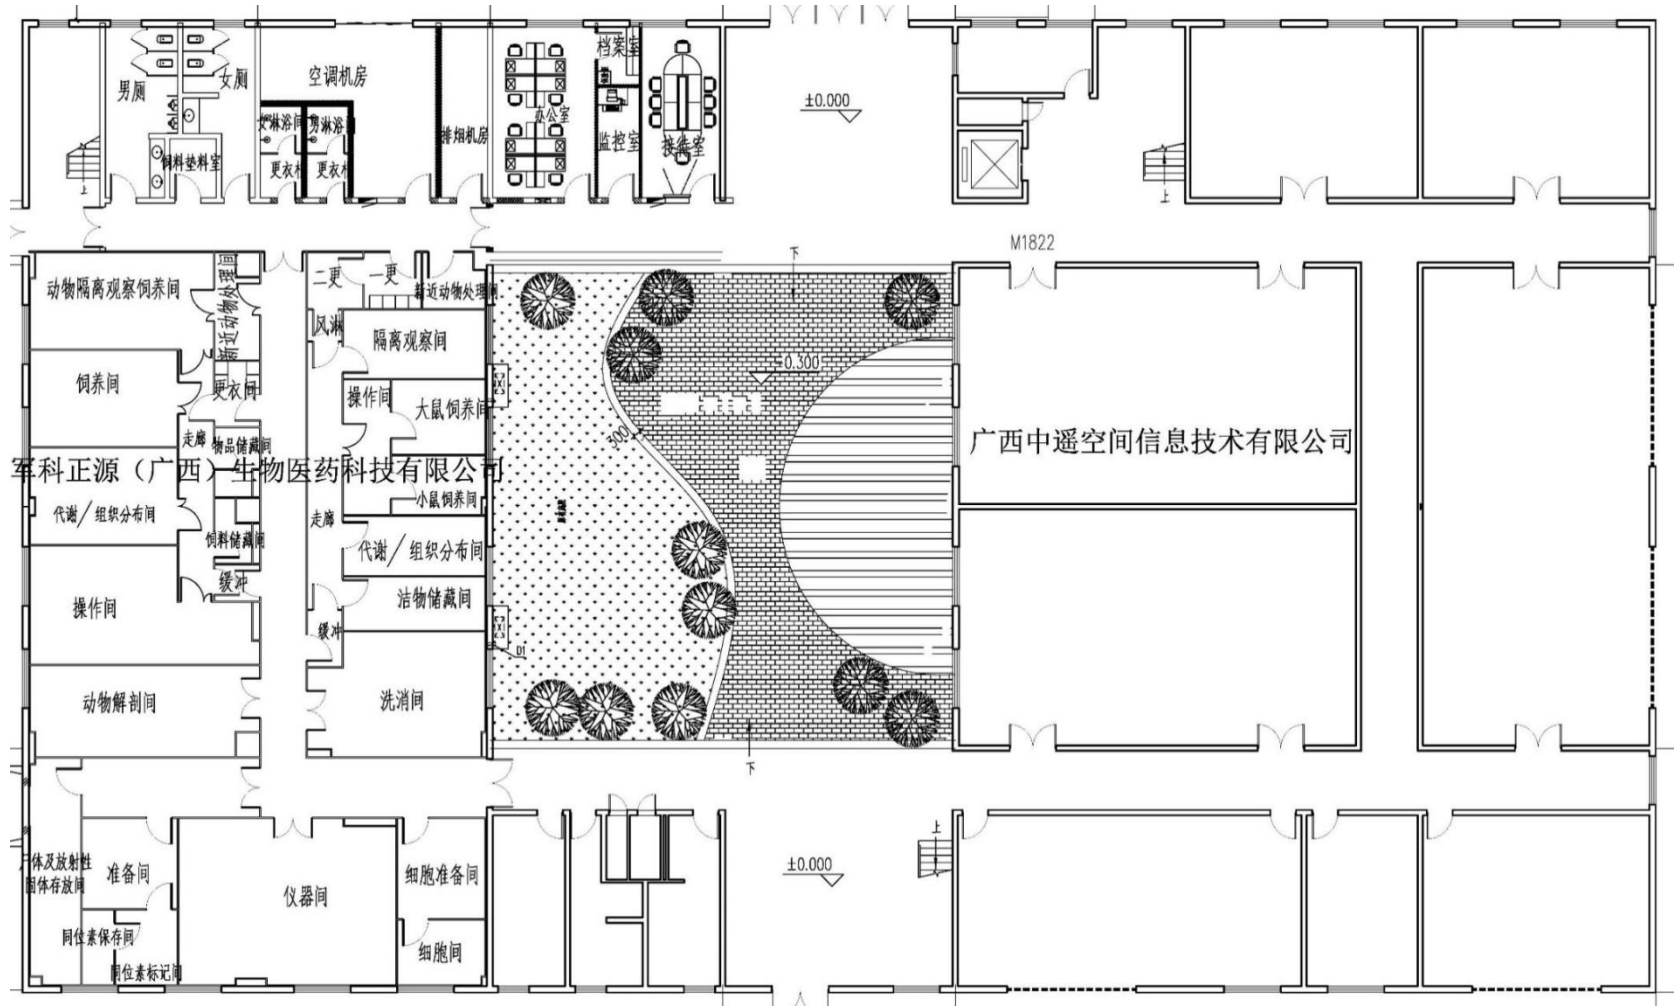 男厕
女厕
饲料垫料室
空调机房
女淋浴间
男淋浴间
更衣柜
更衣柜
排烟机房
办公室
档案室
监控室
接待室
±0.000
上
上
M1822
下
动物隔离观察饲养间
新近动物处理间
二更
一更
新近动物处理间
风淋
隔离观察间
饲养间
更衣间
操作间
大鼠饲养间
-0.300
300
走廊
物品储藏间
军科正源（广西）生物医药科技有限公司
广西中遥空间信息技术有限公司
小鼠饲养间
代谢/组织分布间
走廊
饲料储藏间
代谢/组织分布间
缓冲
操作间
洁物储藏间
缓冲
D1
动物解剖间
洗消间
下
上
±0.000
体及放射性
固体存放间
准备间
仪器间
细胞准备间
同位素保存间
同位素标记间
细胞间